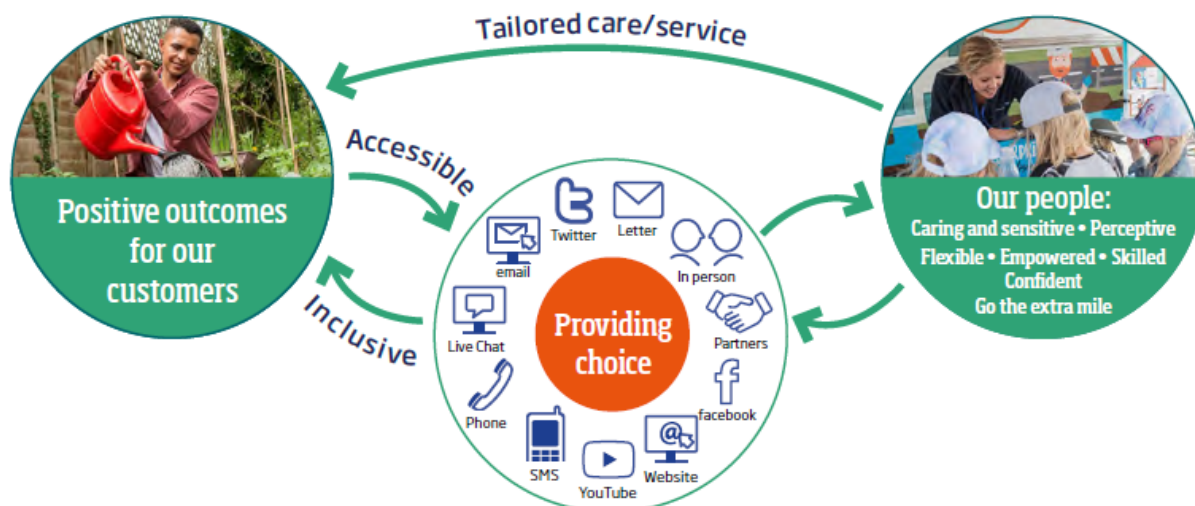 Tailored care/service
Accessible
Inclusive
Positive outcomes
for our
customers
Twitter
Letter
In person
Partners
facebook
Website
YouTube
SMS
Phone
Live Chat
email
Providing
choice
Our people:
Caring and sensitive • Perceptive
Flexible • Empowered • Skilled
Confident
Go the extra mile